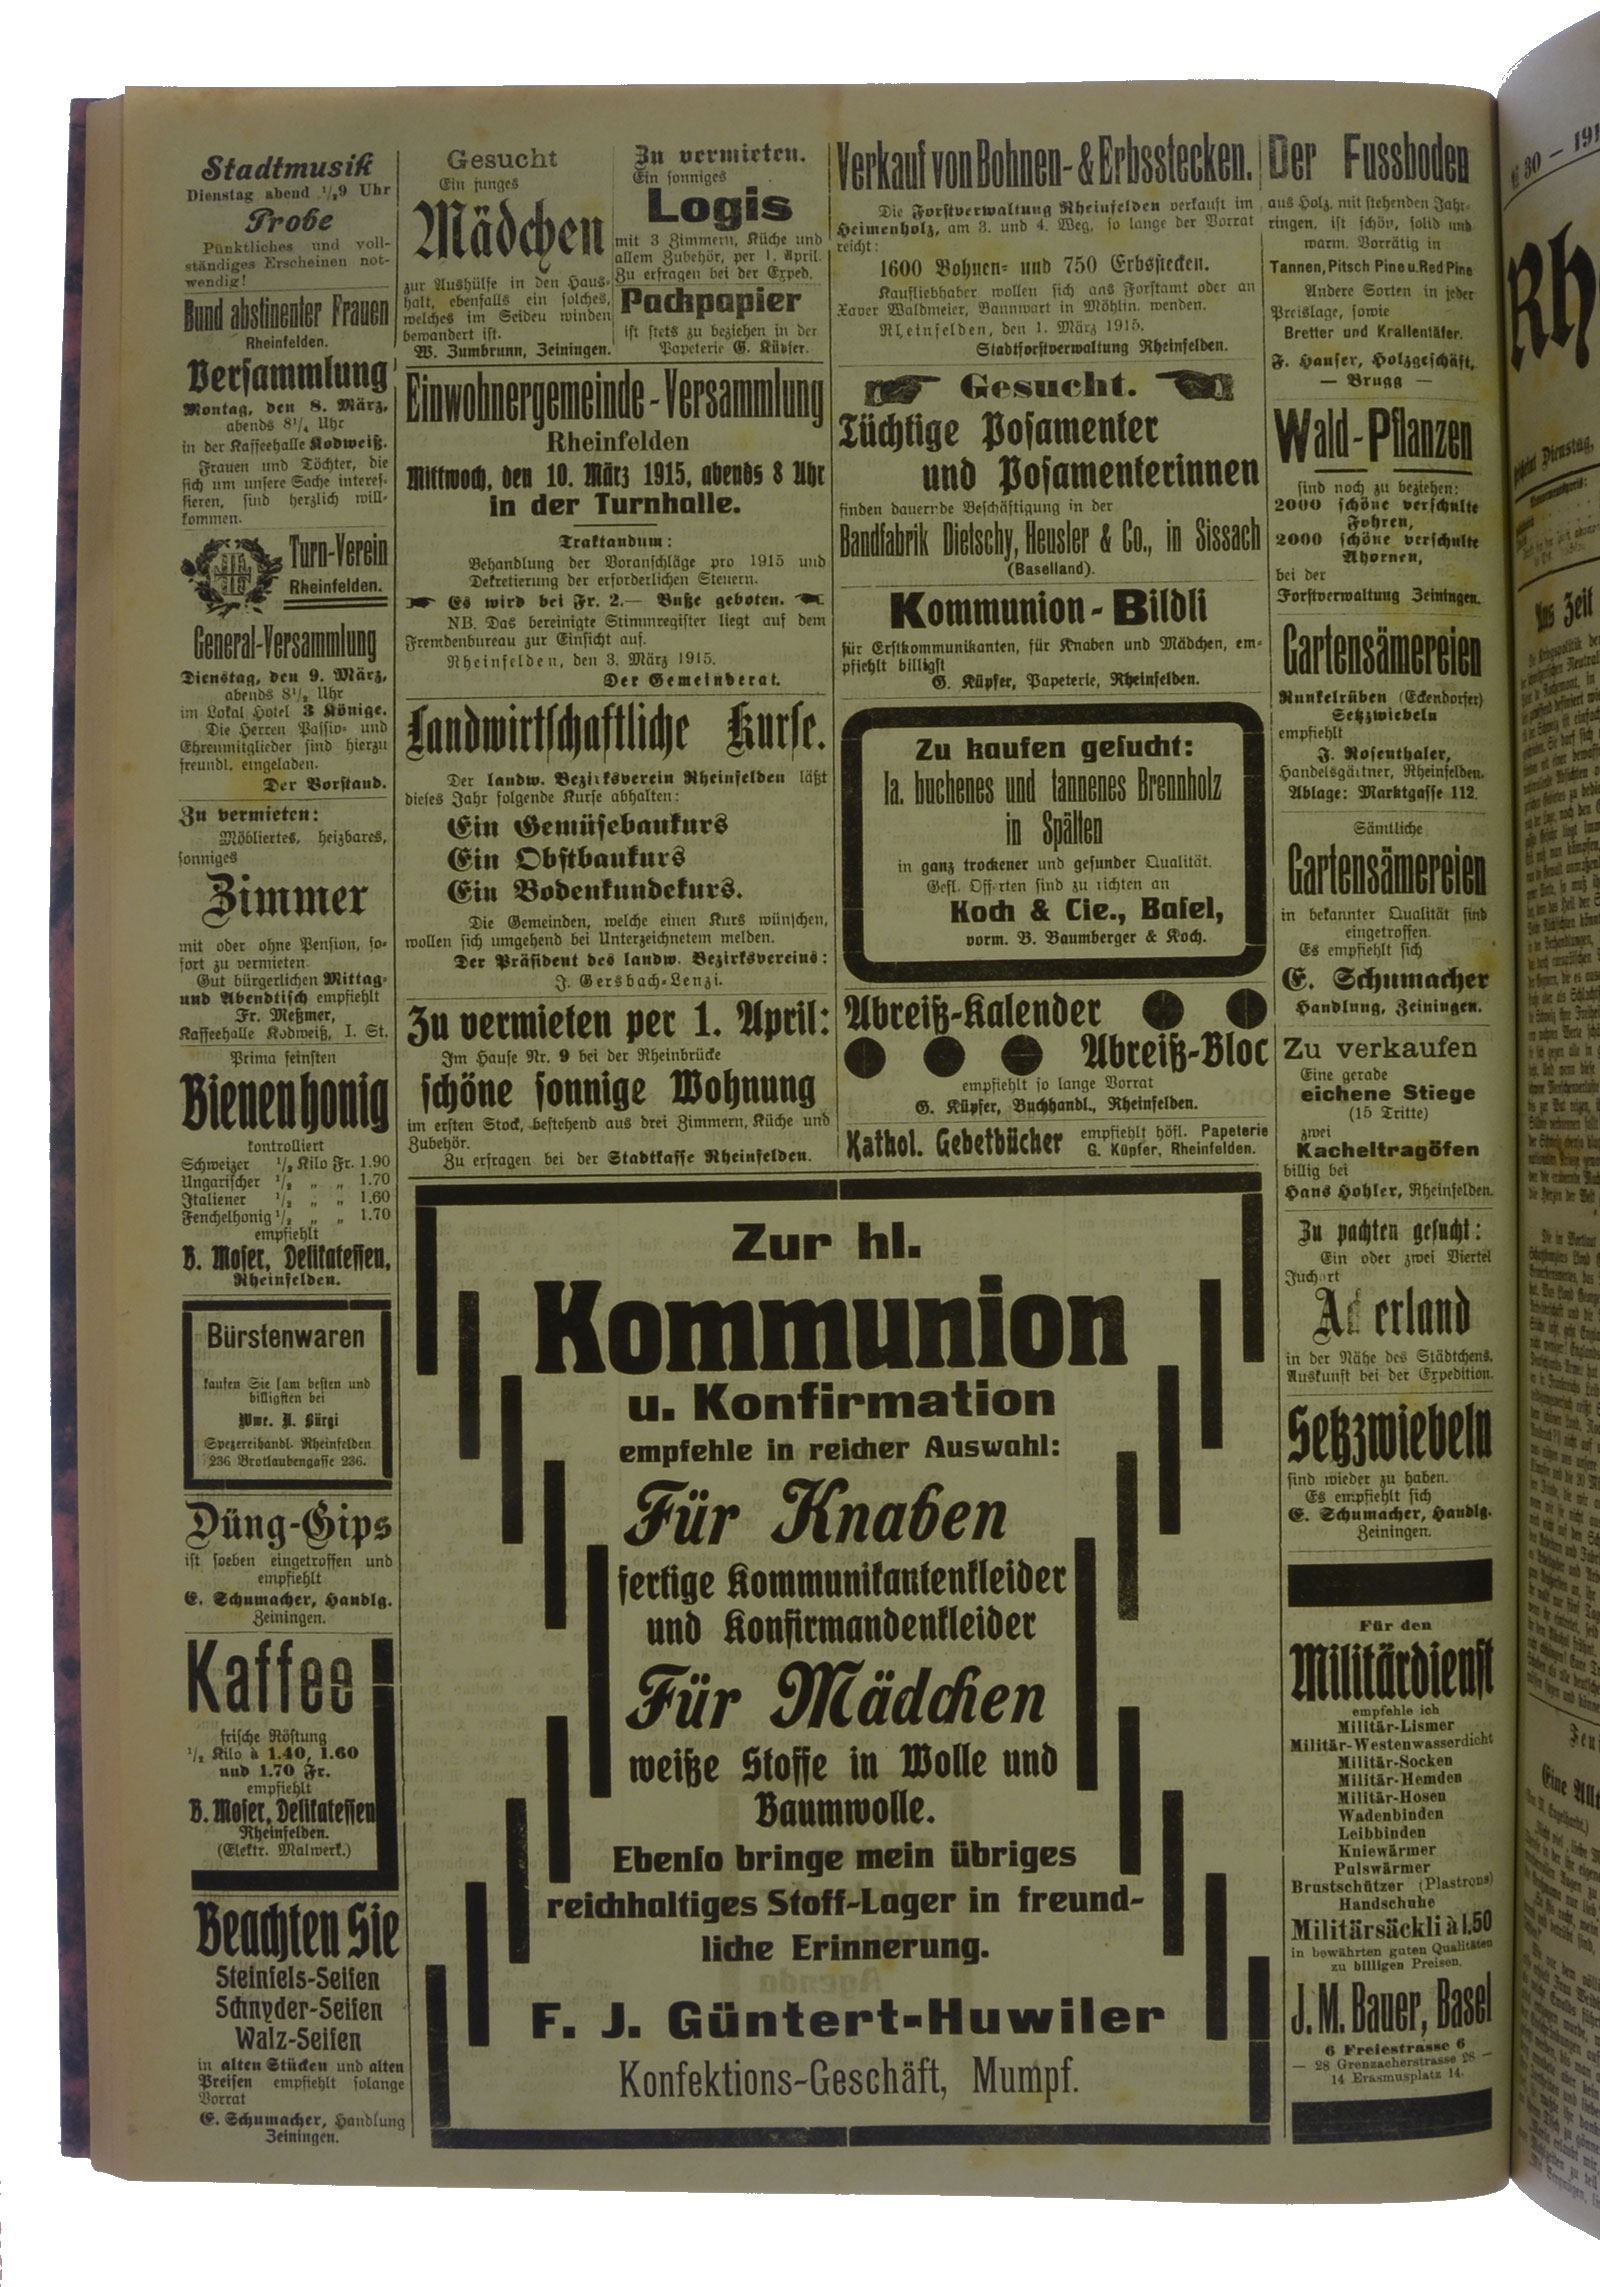 Stadtmusik
Dienstag abend ½9 Uhr
Probe
Pünktliches und voll-
ständiges Erscheinen not-
wendig!
Bund abstinenter Frauen
Rheinfelden.
Versammlung
Montag, den 8. März,
abends 8¼ Uhr
in der Kaffeehalle Kodweiß.
Frauen und Töchter, die
sich um unsere Sache interes-
sieren, sind herzlich will-
kommen.
Turn-Verein
Rheinfelden.
General-Versammlung
Dienstag, den 9. März,
abends 8½ Uhr
im Lokal Hotel 3 Könige.
Die Herren Passiv- und
Ehrenmitglieder sind hierzu
freundl. eingeladen.
Der Vorstand.
Zu vermieten:
Möbliertes, heizbares,
sonniges
Zimmer
mit oder ohne Pension, so-
fort zu vermieten.
Gut bürgerlichen Mittag-
und Abendtisch empfiehlt
Fr. Meßmer,
Kaffeehalle Kodweiß, I. St.
Prima feinsten
Bienenhonig
kontrolliert
Schweizer ½ Kilo Fr. 1.90
Ungarischer ½ „ „ 1.70
Italiener ½ „ „ 1.60
Fenchelhonig ½ „ „ 1.70
empfiehlt
B. Moser, Delikatessen,
Rheinfelden.
Bürstenwaren
kaufen Sie am besten und
billigsten bei
Wwe. A. Bürgi
Spezereihandl. Rheinfelden
236 Brotlaubengasse 236.
Düng-Gips
ist soeben eingetroffen und
empfiehlt
E. Schumacher, Handlg.
Zeiningen.
Kaffee
frische Röstung
½ Kilo à 1.40, 1.60
und 1.70 Fr.
empfiehlt
B. Moser, Delikatessen
Rheinfelden.
(Elektr. Malwerk.)
Beachten Sie
Steinfels-Seifen
Schnyder-Seifen
Walz-Seifen
in alten Stücken und alten
Preisen empfiehlt solange
Vorrat
E. Schumacher, Handlung
Zeiningen.
Gesucht
Ein junges
Mädchen
zur Aushülfe in den Haus-
halt, ebenfalls ein solches,
welches im Seiden winden
bewandert ist.
W. Zumbrunn, Zeiningen.
Zu vermieten.
Ein sonniges
Logis
mit 3 Zimmern, Küche und
allem Zubehör, per 1. April.
Zu erfragen bei der Exped.
Packpapier
ist stets zu beziehen in der
Papeterie G. Küpfer.
Einwohnergemeinde-Versammlung
Rheinfelden
Mittwoch, den 10. März 1915, abends 8 Uhr
in der Turnhalle.
Traktandum:
Behandlung der Voranschläge pro 1915 und
Dekretierung der erforderlichen Steuern.
Es wird bei Fr. 2.— Buße geboten.
NB. Das bereinigte Stimmregister liegt auf dem
Fremdenbureau zur Einsicht auf.
Rheinfelden, den 3. März 1915.
Der Gemeinderat.
Landwirtschaftliche Kurse.
Der landw. Bezirksverein Rheinfelden läßt
dieses Jahr folgende Kurse abhalten:
Ein Gemüsebaukurs
Ein Obstbaukurs
Ein Bodenkundekurs.
Die Gemeinden, welche einen Kurs wünschen,
wollen sich umgehend bei Unterzeichnetem melden.
Der Präsident des landw. Bezirksvereins:
J. Gersbach-Lenzi.
Zu vermieten per 1. April:
Im Hause Nr. 9 bei der Rheinbrücke
schöne sonnige Wohnung
im ersten Stock, bestehend aus drei Zimmern, Küche und
Zubehör.
Zu erfragen bei der Stadtkasse Rheinfelden.
Verkauf von Bohnen- & Erbsstecken.
Die Forstverwaltung Rheinfelden verkauft im
Heimenholz, am 3. und 4. Weg, so lange der Vorrat
reicht:
1600 Bohnen- und 750 Erbsstecken.
Kaufliebhaber wollen sich ans Forstamt oder an
Xaver Waldmeier, Bannwart in Möhlin, wenden.
Rheinfelden, den 1. März 1915.
Stadtforstverwaltung Rheinfelden.
Gesucht.
Tüchtige Posamenter
und Posamenterinnen
finden dauernde Beschäftigung in der
Bandfabrik Dietschy, Heusler & Co., in Sissach
(Baselland).
Kommunion-Bildli
für Erstkommunikanten, für Knaben und Mädchen, em-
pfiehlt billigst
G. Küpfer, Papeterie, Rheinfelden.
Zu kaufen gesucht:
Ia. buchenes und tannenes Brennholz
in Spälten
in ganz trockener und gesunder Qualität.
Gefl. Offerten sind zu richten an
Koch & Cie., Basel,
vorm. B. Baumberger & Koch.
Abreiß-Kalender
Abreiß-Bloc
empfiehlt so lange Vorrat
G. Küpfer, Buchhandl., Rheinfelden.
Kathol. Gebetbücher
empfiehlt höfl. Papeterie
G. Küpfer, Rheinfelden.
Zur hl.
Kommunion
u. Konfirmation
empfehle in reicher Auswahl:
Für Knaben
fertige Kommunikantenkleider
und Konfirmandenkleider
Für Mädchen
weiße Stoffe in Wolle und
Baumwolle.
Ebenso bringe mein übriges
reichhaltiges Stoff-Lager in freund-
liche Erinnerung.
F. J. Güntert-Huwiler
Konfektions-Geschäft, Mumpf.
Der Fussboden
aus Holz, mit stehenden Jahr-
ringen, ist schön, solid und
warm. Vorrätig in
Tannen, Pitsch Pine u. Red Pine
Andere Sorten in jeder
Preislage, sowie
Bretter und Krallentäfer.
F. Hauser, Holzgeschäft,
— Brugg —
Wald-Pflanzen
sind noch zu beziehen:
2000 schöne verschulte
Fohren,
2000 schöne verschulte
Ahornen,
bei der
Forstverwaltung Zeiningen.
Gartensämereien
Runkelrüben (Eckendorfer)
Setzzwiebeln
empfiehlt
J. Rosenthaler,
Handelsgärtner, Rheinfelden.
Ablage: Marktgasse 112.
Sämtliche
Gartensämereien
in bekannter Qualität sind
eingetroffen.
Es empfiehlt sich
E. Schumacher
Handlung, Zeiningen.
Zu verkaufen
Eine gerade
eichene Stiege
(15 Tritte)
zwei
Kacheltragöfen
billig bei
Hans Hohler, Rheinfelden.
Zu pachten gesucht:
Ein oder zwei Viertel
Juchart
Ackerland
in der Nähe des Städtchens.
Auskunft bei der Expedition.
Setzzwiebeln
sind wieder zu haben.
Es empfiehlt sich
E. Schumacher, Handlg.
Zeiningen.
Für den
Militärdienst
empfehle ich
Militär-Lismer
Militär-Westenwasserdicht
Militär-Socken
Militär-Hemden
Militär-Hosen
Wadenbinden
Leibbinden
Kniewärmer
Pulswärmer
Brustschützer (Plastrons)
Handschuhe
Militärsäckli à 1.50
in bewährten guten Qualitäten
zu billigen Preisen.
J. M. Bauer, Basel
6 Freiestrasse 6
— 28 Grenzacherstrasse 28 —
14 Erasmusplatz 14.
30 — 191
Rh
Dienstag,